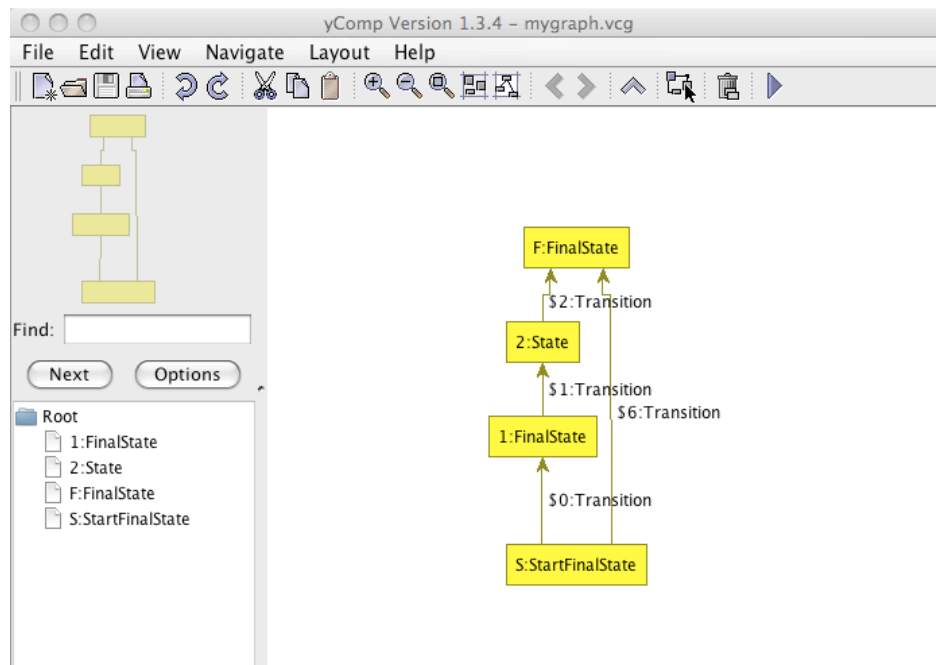 yComp Version 1.3.4 – mygraph.vcg
File Edit View Navigate Layout Help
Find:
Next Options
Root
1:FinalState
2:State
F:FinalState
S:StartFinalState
F:FinalState
$2:Transition
2:State
$1:Transition
$6:Transition
1:FinalState
$0:Transition
S:StartFinalState